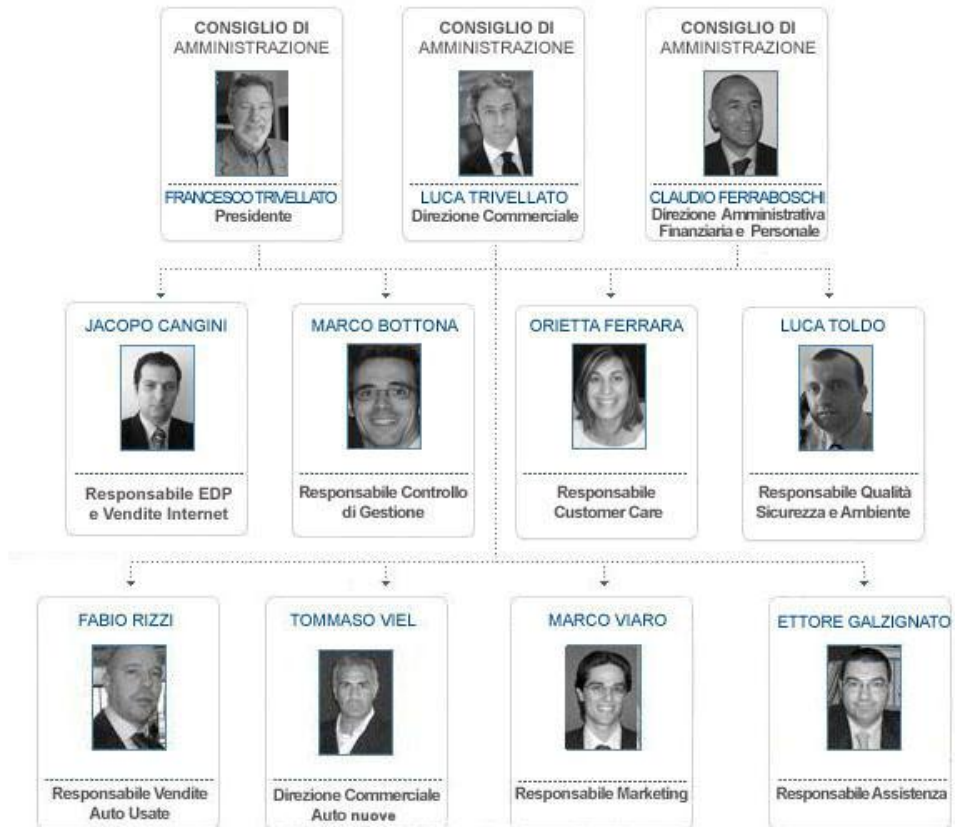 CONSIGLIO DI
AMMINISTRAZIONE
FRANCESCO TRIVELLATO
Presidente
CONSIGLIO DI
AMMINISTRAZIONE
LUCA TRIVELLATO
Direzione Commerciale
CONSIGLIO DI
AMMINISTRAZIONE
CLAUDIO FERRABOSCHI
Direzione Amministrativa
Finanziaria e Personale
JACOPO CANGINI
Responsabile EDP
e Vendite Internet
MARCO BOTTONA
Responsabile Controllo
di Gestione
ORIETTA FERRARA
Responsabile
Customer Care
LUCA TOLDO
Responsabile Qualità
Sicurezza e Ambiente
FABIO RIZZI
Responsabile Vendite
Auto Usate
TOMMASO VIEL
Direzione Commerciale
Auto nuove
MARCO VIARO
Responsabile Marketing
ETTORE GALZIGNATO
Responsabile Assistenza